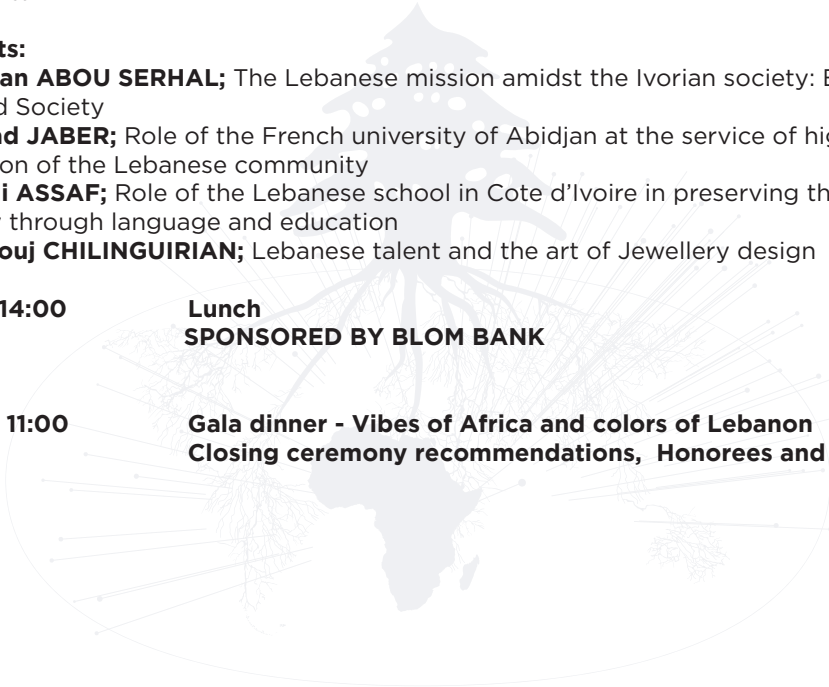 ts:
an ABOU SERHAL; The Lebanese mission amidst the Ivorian society: E
d Society
nd JABER; Role of the French university of Abidjan at the service of hig
on of the Lebanese community
i ASSAF; Role of the Lebanese school in Cote d’Ivoire in preserving th
through language and education
ouj CHILINGUIRIAN; Lebanese talent and the art of Jewellery design
14:00 Lunch
SPONSORED BY BLOM BANK
11:00 Gala dinner - Vibes of Africa and colors of Lebanon
Closing ceremony recommendations, Honorees and